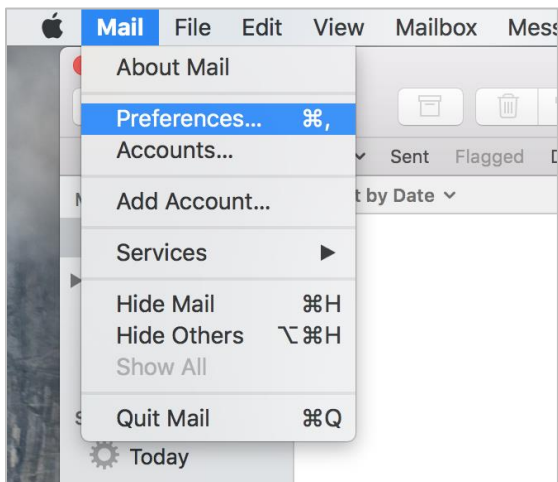 Mail File Edit View Mailbox Mess
About Mail
Preferences... ⌘,
Accounts...
Sent Flagged
Add Account...
t by Date
Services
Hide Mail ⌘H
Hide Others ⌥⌘H
Show All
Quit Mail ⌘Q
Today